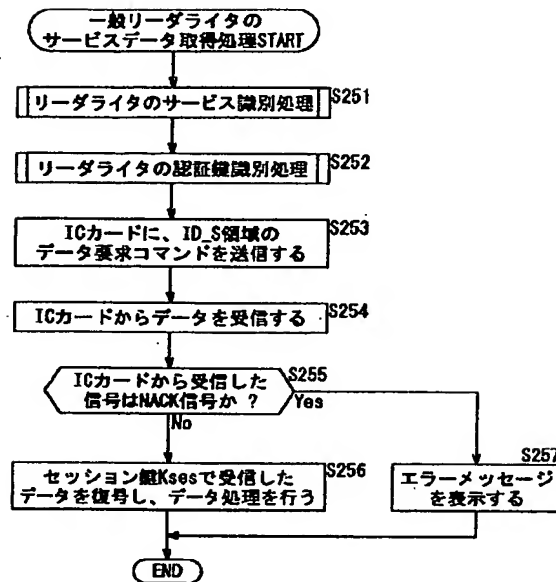 一般リーダライタの
サービスデータ取得処理START
リーダライタのサービス識別処理
S251
リーダライタの認証鍵識別処理
S252
ICカードに、ID_S領域の
データ要求コマンドを送信する
S253
ICカードからデータを受信する
S254
ICカードから受信した
信号はNACK信号か ?
S255
Yes
No
セッション鍵Ksesで受信した
データを復号し、データ処理を行う
S256
エラーメッセージ
を表示する
S257
END